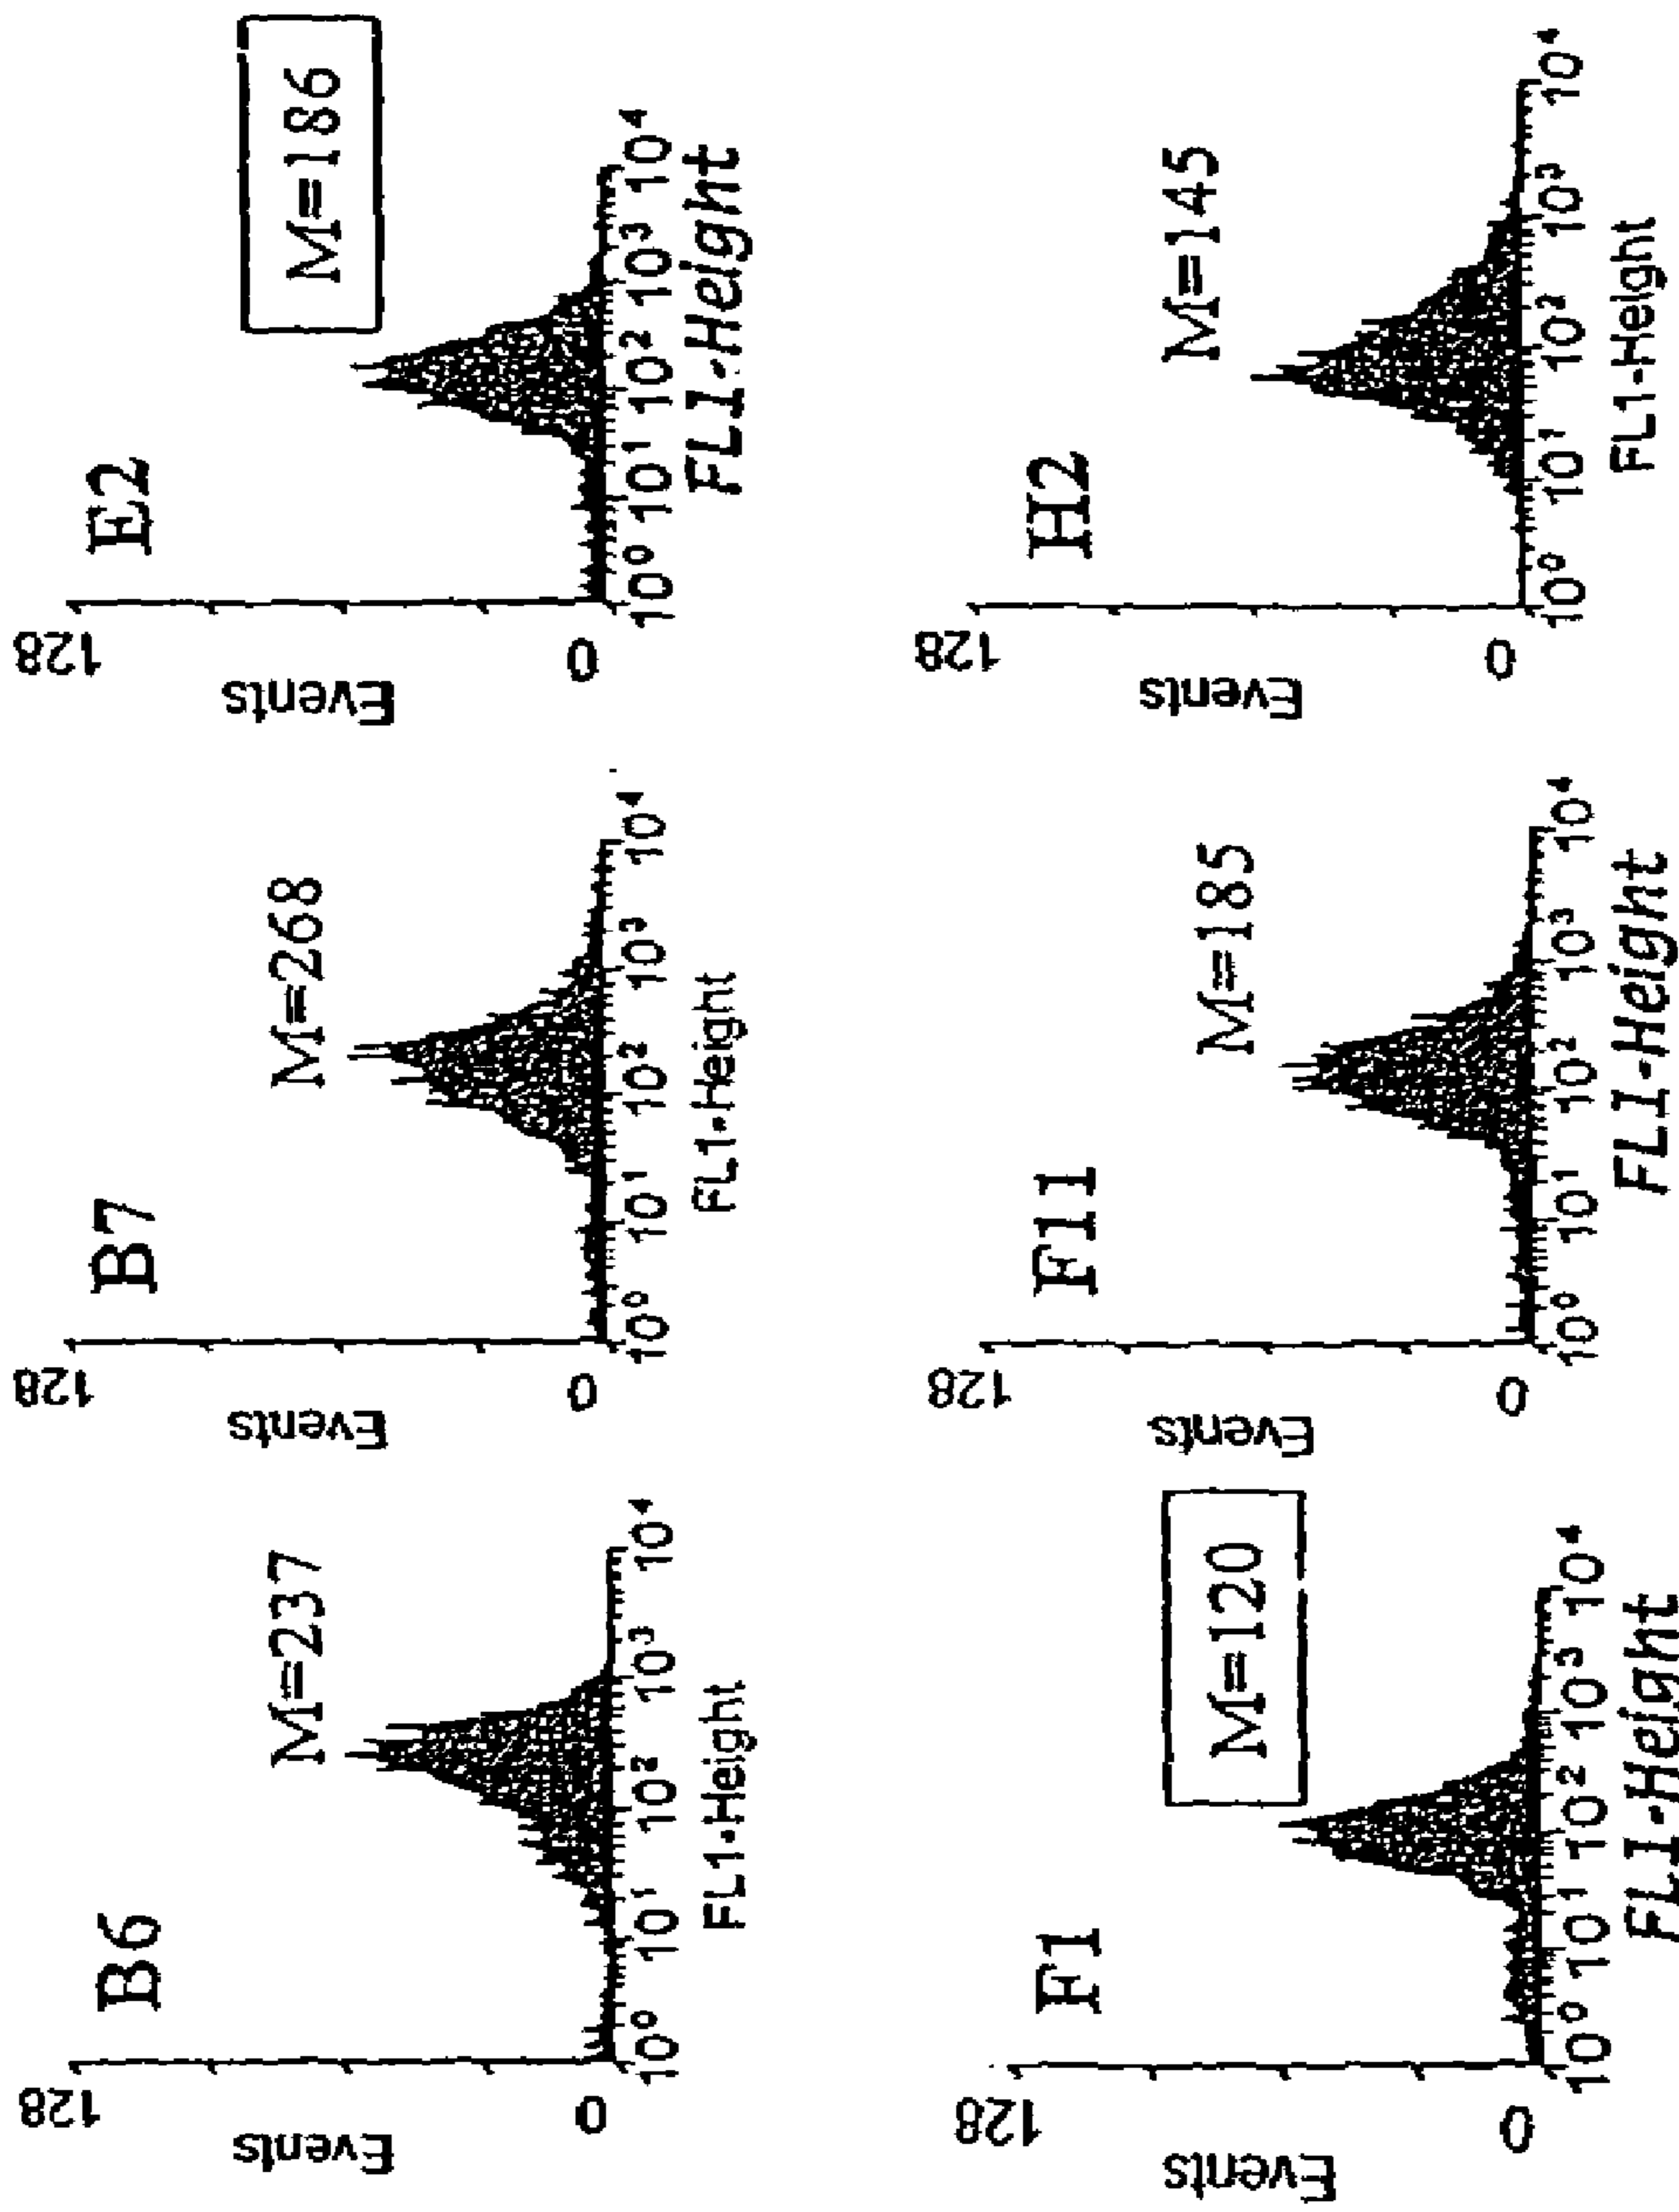 B6
M=237
128
Events
0
10⁰ 10¹ 10² 10³ 10⁴
FL1-Height
B7
M=268
128
Events
0
10⁰ 10¹ 10² 10³ 10⁴
FL1-Height
E2
M=186
128
Events
0
10⁰ 10¹ 10² 10³ 10⁴
FL1-Height
F1
M=120
128
Events
0
10⁰ 10¹ 10² 10³ 10⁴
FL1-Height
F11
M=185
128
Events
0
10⁰ 10¹ 10² 10³ 10⁴
FL1-Height
H2
M=145
128
Events
0
10⁰ 10¹ 10² 10³ 10⁴
FL1-Height